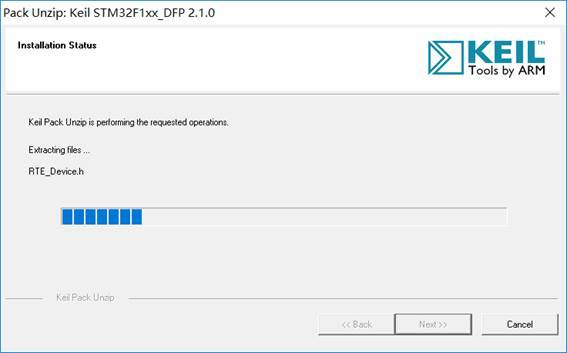 Pack Unzip: Keil STM32F1xx_DFP 2.1.0
Installation Status
KEIL™
Tools by ARM
Keil Pack Unzip is performing the requested operations.
Extracting files ...
RTE_Device.h
Keil Pack Unzip
<< Back
Next >>
Cancel